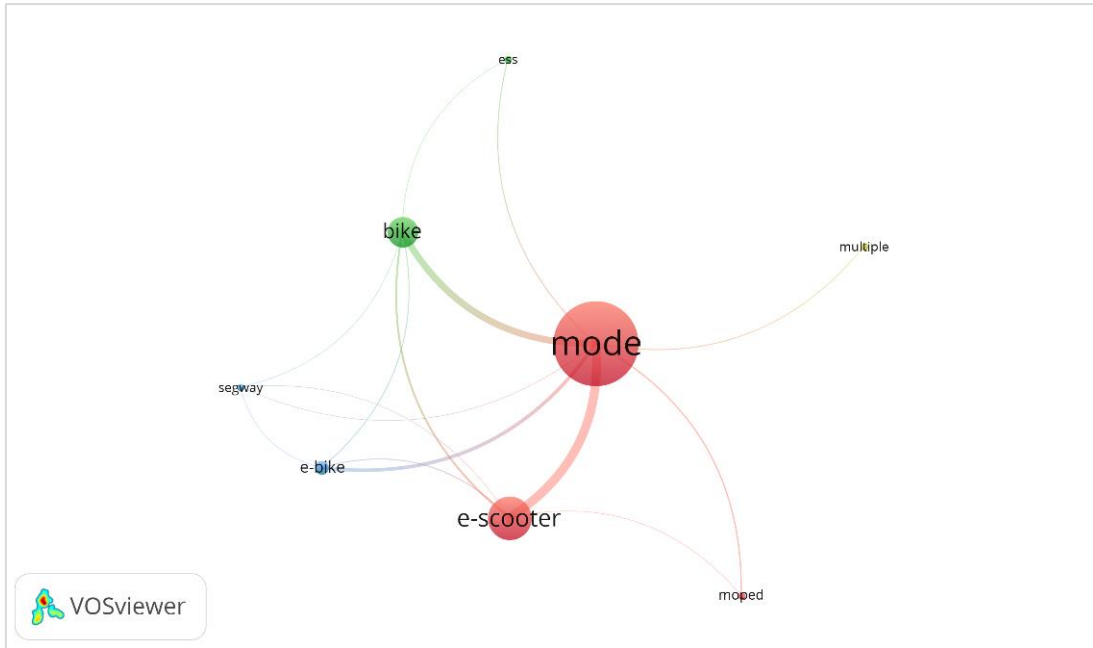 ess
bike
multiple
mode
segway
e-bike
e-scooter
moped
VOSviewer